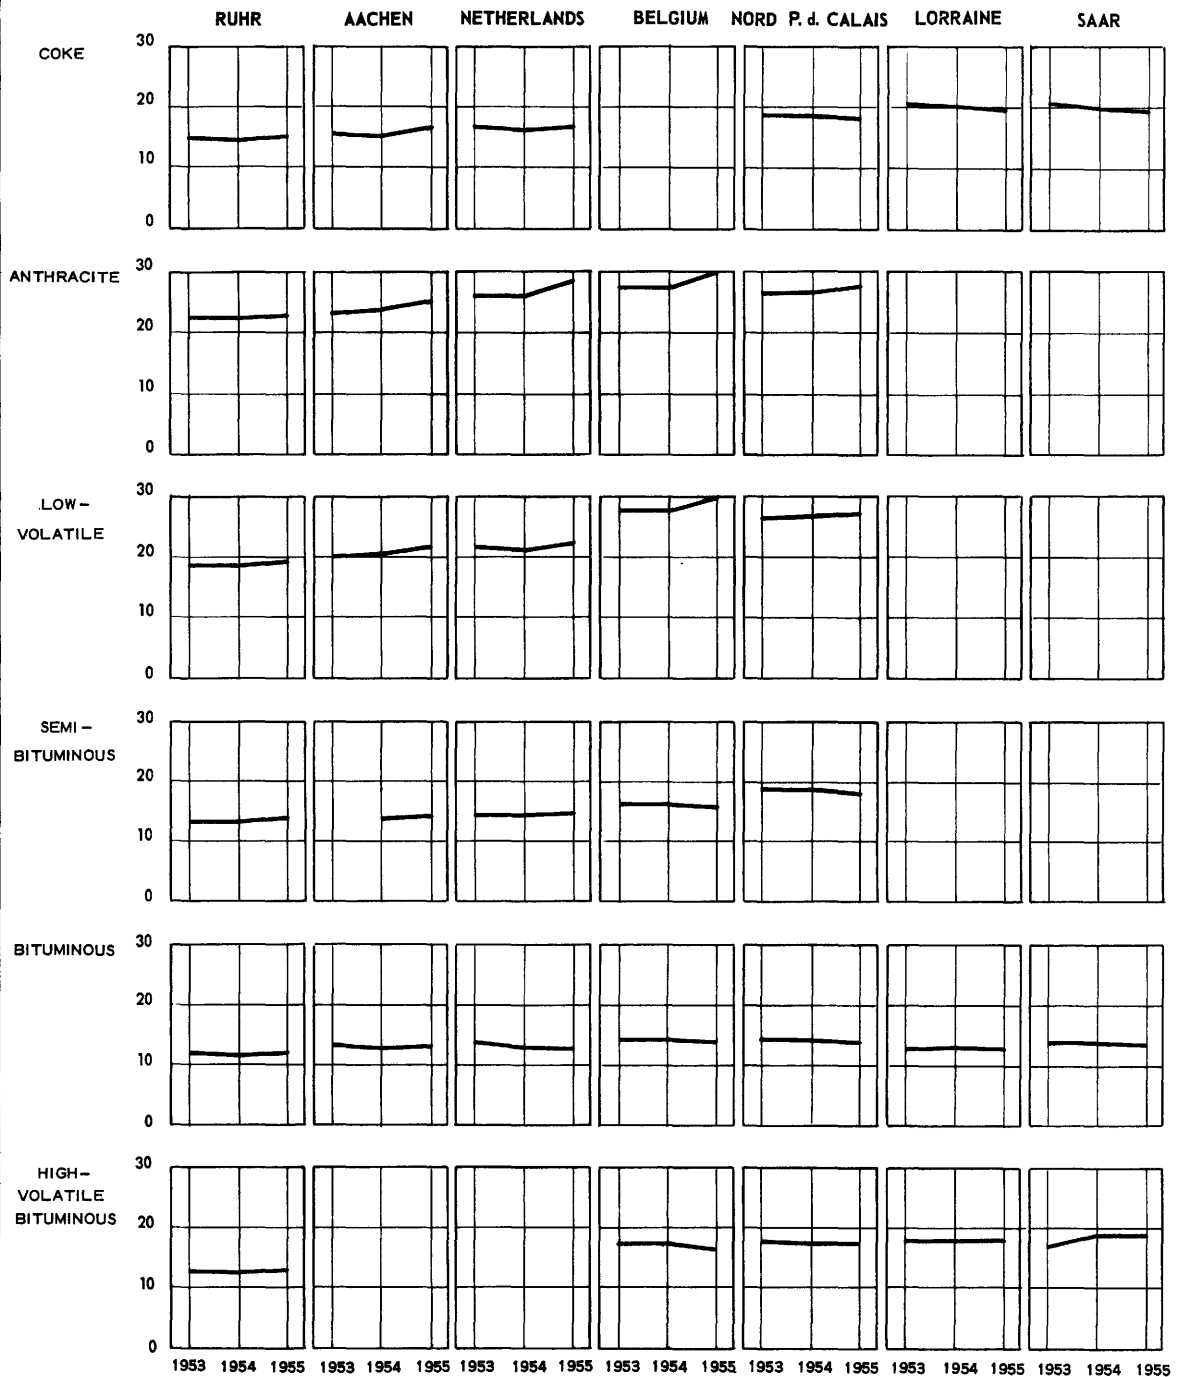 RUHR AACHEN NETHERLANDS BELGIUM NORD P. d. CALAIS LORRAINE SAAR
COKE
30
20
10
0
ANTHRACITE
30
20
10
0
LOW-
VOLATILE
30
20
10
0
SEMI-
BITUMINOUS
30
20
10
0
BITUMINOUS
30
20
10
0
HIGH-
VOLATILE
BITUMINOUS
30
20
10
0
1953 1954 1955 1953 1954 1955 1953 1954 1955 1953 1954 1955 1953 1954 1955 1953 1954 1955 1953 1954 1955